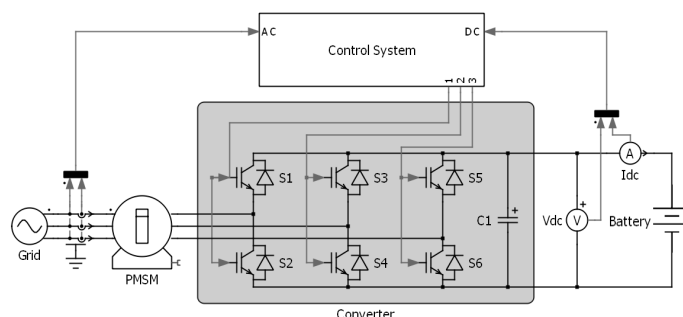 AC
DC
Control System
1 2 3
S1
S3
S5
A
Idc
C1
Vdc
V
Battery
Grid
PMSM
S2
S4
S6
Converter